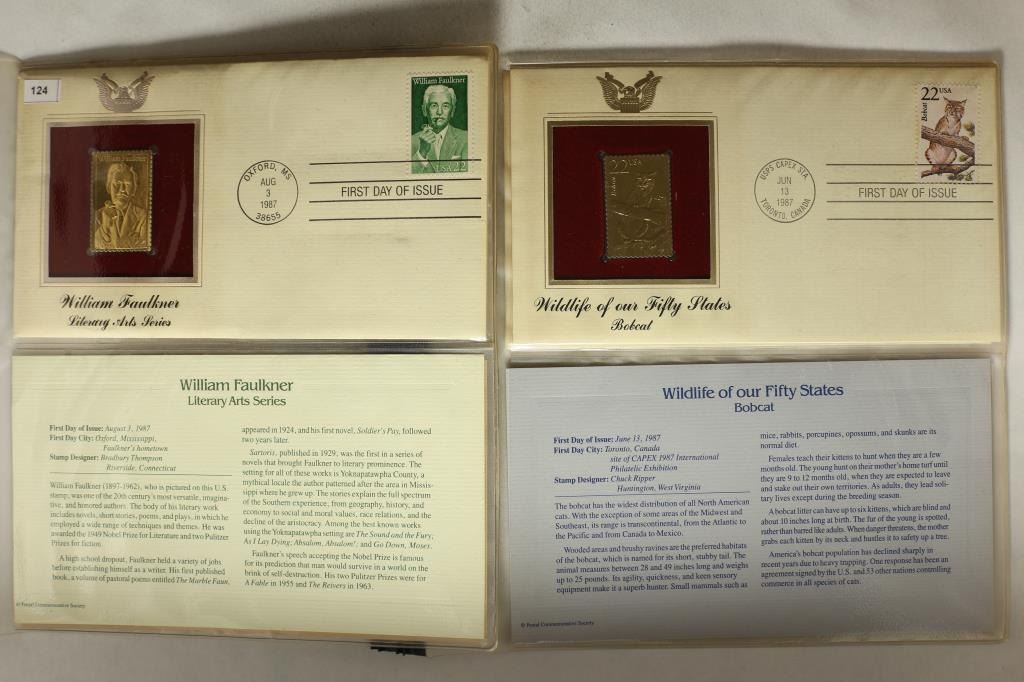 124
William Faulkner
USA 22
William Faulkner
OXFORD, MS
AUG
3
1987
38655
FIRST DAY OF ISSUE
William Faulkner
Literary Arts Series
William Faulkner
Literary Arts Series
First Day of Issue: August 3, 1987
First Day City: Oxford, Mississippi,
Faulkner's hometown
Stamp Designer: Bradbury Thompson
Riverside, Connecticut
William Faulkner (1897-1962), who is pictured on this U.S.
stamp, was one of the 20th century's most versatile, imagina-
tive, and honored authors. The body of his literary work
includes novels, short stories, poems, and plays, in which he
employed a wide range of techniques and themes. He was
awarded the 1949 Nobel Prize for Literature and two Pulitzer
Prizes for fiction.
A high school dropout, Faulkner held a variety of jobs
before establishing himself as a writer. His first published
book, a volume of pastoral poems entitled The Marble Faun,
appeared in 1924, and his first novel, Soldier's Pay, followed
two years later.
Sartoris, published in 1929, was the first in a series of
novels that brought Faulkner to literary prominence. The
setting for all of these works is Yoknapatawpha County, a
mythical locale the author patterned after the area in Missis-
sippi where he grew up. The stories explain the full spectrum
of the Southern experience, from geography, history, and
economy to social and moral values, race relations, and the
decline of the aristocracy. Among the best known works
using the Yoknapatawpha setting are The Sound and the Fury;
As I Lay Dying; Absalom, Absalom!; and Go Down, Moses.
Faulkner's speech accepting the Nobel Prize is famous
for its prediction that man would survive in a world on the
brink of self-destruction. His two Pulitzer Prizes were for
A Fable in 1955 and The Reivers in 1963.
© Postal Commemorative Society
22 USA
Bobcat
22 USA
Bobcat
USPS CAPEX STA.
JUN
13
1987
TORONTO, CANADA
FIRST DAY OF ISSUE
Wildlife of our Fifty States
Bobcat
Wildlife of our Fifty States
Bobcat
First Day of Issue: June 13, 1987
First Day City: Toronto, Canada
site of CAPEX 1987 International
Philatelic Exhibition
Stamp Designer: Chuck Ripper
Huntington, West Virginia
The bobcat has the widest distribution of all North American
cats. With the exception of some areas of the Midwest and
Southeast, its range is transcontinental, from the Atlantic to
the Pacific and from Canada to Mexico.
Wooded areas and brushy ravines are the preferred habitats
of the bobcat, which is named for its short, stubby tail. The
animal measures between 28 and 49 inches long and weighs
up to 25 pounds. Its agility, quickness, and keen sensory
equipment make it a superb hunter. Small mammals such as
mice, rabbits, porcupines, opossums, and skunks are its
normal diet.
Females teach their kittens to hunt when they are a few
months old. The young hunt on their mother's home turf until
they are 9 to 12 months old, when they are expected to leave
and stake out their own territories. As adults, they lead soli-
tary lives except during the breeding season.
A bobcat litter can have up to six kittens, which are blind and
about 10 inches long at birth. The fur of the young is spotted,
rather than barred like adults. When danger threatens, the mother
grabs each kitten by its neck and hustles it to safety up a tree.
America's bobcat population has declined sharply in
recent years due to heavy trapping. One response has been an
agreement signed by the U.S. and 53 other nations controlling
commerce in all species of cats.
© Postal Commemorative Society